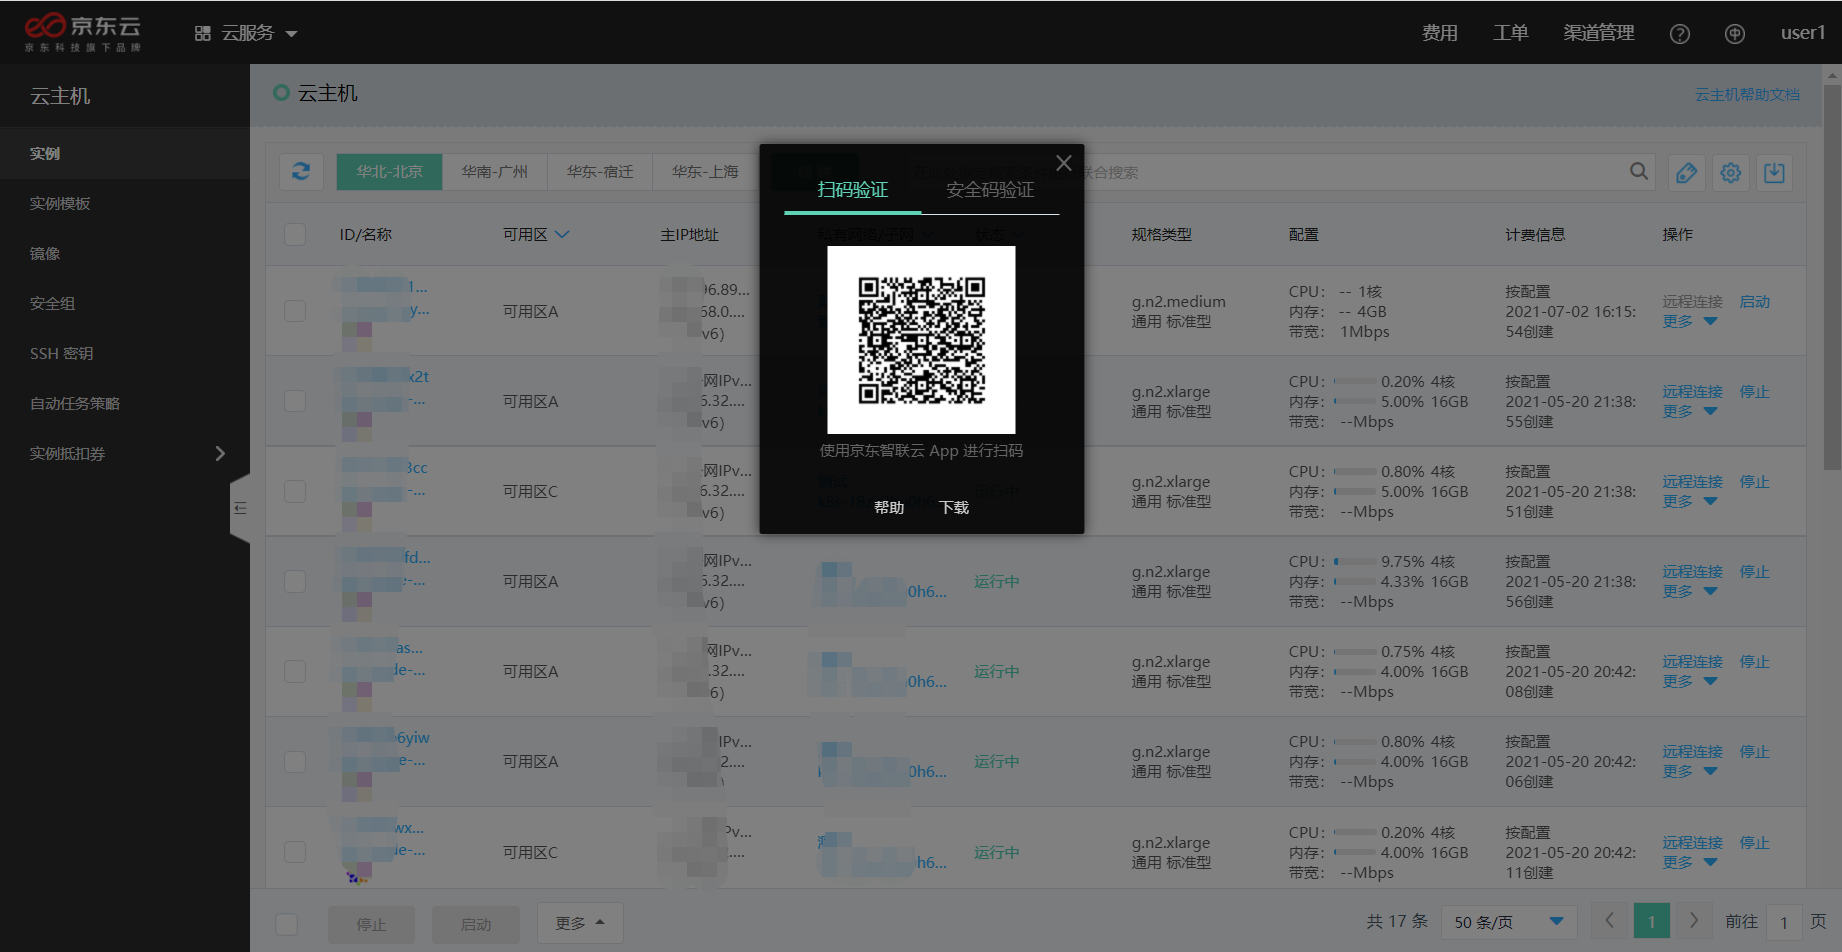 京东云
京东科技旗下品牌
云服务
费用
工单
渠道管理
user1
云主机
实例
实例模板
镜像
安全组
SSH 密钥
自动任务策略
实例抵扣券
云主机
云主机帮助文档
华北-北京
华南-广州
华东-宿迁
华东-上海
联合搜索
扫码验证
安全码验证
使用京东智联云 App 进行扫码
帮助
下载
ID/名称
可用区
主IP地址
私有网络/子网
状态
规格类型
配置
计费信息
操作
1...
y...
可用区A
96.89...
68.0....
v6)
g.n2.medium
通用 标准型
CPU： -- 1核
内存： -- 4GB
带宽： 1Mbps
按配置
2021-07-02 16:15:
54创建
远程连接 启动
更多
x2t
-...
可用区A
网IPv...
6.32....
v6)
g.n2.xlarge
通用 标准型
CPU： 0.20% 4核
内存： 5.00% 16GB
带宽： --Mbps
按配置
2021-05-20 21:38:
55创建
远程连接 停止
更多
3cc
-...
可用区C
网IPv...
6.32....
v6)
g.n2.xlarge
通用 标准型
CPU： 0.80% 4核
内存： 5.00% 16GB
带宽： --Mbps
按配置
2021-05-20 21:38:
51创建
远程连接 停止
更多
fd...
e-...
可用区A
网IPv...
6.32....
v6)
0h6...
运行中
g.n2.xlarge
通用 标准型
CPU： 9.75% 4核
内存： 4.33% 16GB
带宽： --Mbps
按配置
2021-05-20 21:38:
56创建
远程连接 停止
更多
as...
de-...
可用区A
网IPv...
.32....
6)
0h6...
运行中
g.n2.xlarge
通用 标准型
CPU： 0.75% 4核
内存： 4.00% 16GB
带宽： --Mbps
按配置
2021-05-20 20:42:
08创建
远程连接 停止
更多
6yiw
e-...
可用区A
IPv...
2....
)
0h6...
运行中
g.n2.xlarge
通用 标准型
CPU： 0.80% 4核
内存： 4.00% 16GB
带宽： --Mbps
按配置
2021-05-20 20:42:
06创建
远程连接 停止
更多
wx...
de-...
可用区C
Pv...
....
h6...
运行中
g.n2.xlarge
通用 标准型
CPU： 0.20% 4核
内存： 4.00% 16GB
带宽： --Mbps
按配置
2021-05-20 20:42:
11创建
远程连接 停止
更多
停止
启动
更多
共 17 条
50 条/页
1
前往 1 页